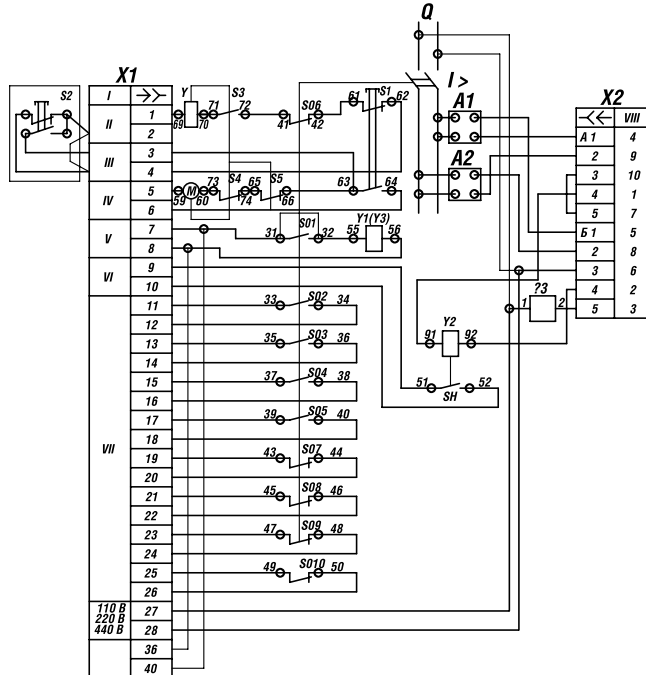 Q
I >
X1
S2
I
II
1
2
Y
S3
69
70
71
72
S06
41
42
61
62
S1
A1
X2
VIII
III
3
4
IV
5
6
M
59
60
73
S4
74
65
S5
66
63
64
A2
А 1
4
2
9
3
10
4
1
5
7
Б 1
5
2
8
3
6
4
2
5
3
V
7
8
31
S01
32
55
Y1(Y3)
56
VI
9
10
1
?3
2
VII
11
33
S02
34
12
13
35
S03
36
14
91
Y2
92
15
37
S04
38
16
51
SH
52
17
39
S05
40
18
19
43
S07
44
20
21
45
S08
46
22
23
47
S09
48
24
25
49
S010
50
26
110 В
220 В
440 В
27
28
36
40